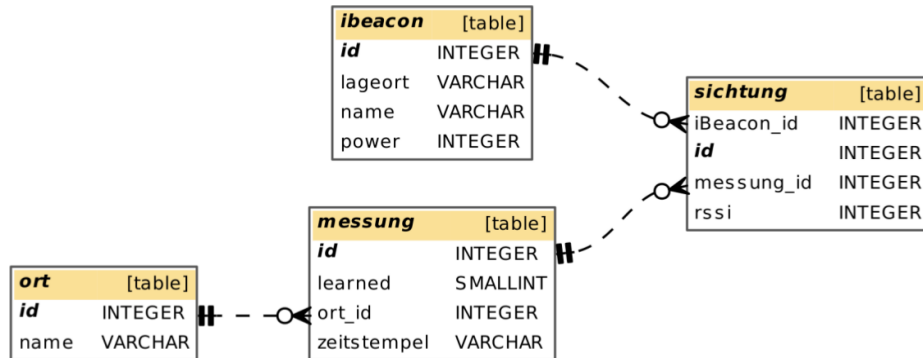 ibeacon [table]
id INTEGER
lageort VARCHAR
name VARCHAR
power INTEGER
sichtung [table]
iBeacon_id INTEGER
id INTEGER
messung_id INTEGER
rssi INTEGER
messung [table]
id INTEGER
learned SMALLINT
ort_id INTEGER
zeitstempel VARCHAR
ort [table]
id INTEGER
name VARCHAR